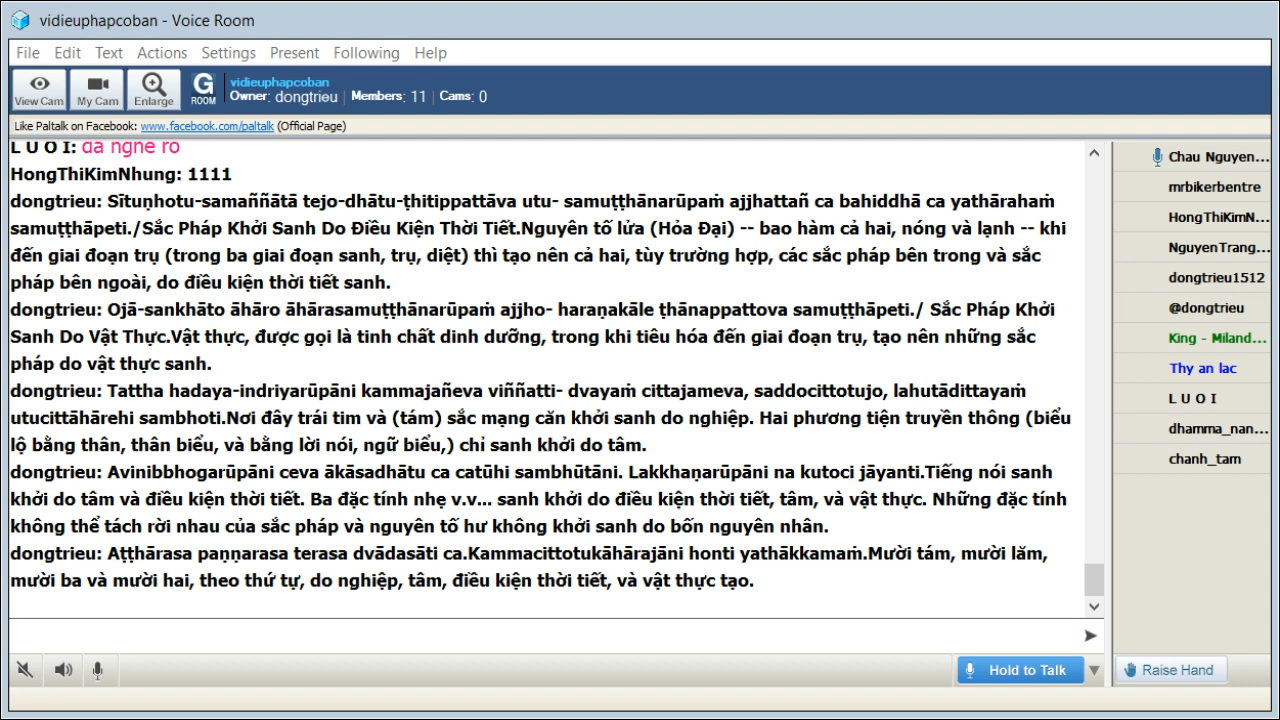 vidieuphapcoban - Voice Room
File Edit Text Actions Settings Present Following Help
View Cam My Cam Enlarge G ROOM
vidieuphapcoban
Owner: dongtrieu | Members: 11 | Cams: 0
Like Paltalk on Facebook: www.facebook.com/paltalk (Official Page)
L U O I: da nghe ro
HongThiKimNhung: 1111
dongtrieu: Sītuṇhotu-samaññātā tejo-dhātu-ṭhitippattāva utu- samuṭṭhānarūpaṁ ajjhattañ ca bahiddhā ca yathārahaṁ
samuṭṭhāpeti./Sắc Pháp Khởi Sanh Do Điều Kiện Thời Tiết.Nguyên tố lửa (Hỏa Đại) -- bao hàm cả hai, nóng và lạnh -- khi
đến giai đoạn trụ (trong ba giai đoạn sanh, trụ, diệt) thì tạo nên cả hai, tùy trường hợp, các sắc pháp bên trong và sắc
pháp bên ngoài, do điều kiện thời tiết sanh.
dongtrieu: Ojā-sankhāto āhāro āhārasamuṭṭhānarūpaṁ ajjho- haraṇakāle ṭhānappattova samuṭṭhāpeti./ Sắc Pháp Khởi
Sanh Do Vật Thực.Vật thực, được gọi là tinh chất dinh dưỡng, trong khi tiêu hóa đến giai đoạn trụ, tạo nên những sắc
pháp do vật thực sanh.
dongtrieu: Tattha hadaya-indriyarūpāni kammajañeva viññatti- dvayaṁ cittajameva, saddocittotujo, lahutādittayaṁ
utucittāhārehi sambhoti.Nơi đây trái tim và (tám) sắc mạng căn khởi sanh do nghiệp. Hai phương tiện truyền thông (biểu
lộ bằng thân, thân biểu, và bằng lời nói, ngữ biểu,) chỉ sanh khởi do tâm.
dongtrieu: Avinibbhogarūpāni ceva ākāsadhātu ca catūhi sambhūtāni. Lakkhaṇarūpāni na kutoci jāyanti.Tiếng nói sanh
khởi do tâm và điều kiện thời tiết. Ba đặc tính nhẹ v.v... sanh khởi do điều kiện thời tiết, tâm, và vật thực. Những đặc tính
không thể tách rời nhau của sắc pháp và nguyên tố hư không khởi sanh do bốn nguyên nhân.
dongtrieu: Aṭṭhārasa paṇṇarasa terasa dvādasāti ca.Kammacittotukāhārajāni honti yathākkamaṁ.Mười tám, mười lăm,
mười ba và mười hai, theo thứ tự, do nghiệp, tâm, điều kiện thời tiết, và vật thực tạo.
Chau Nguyen...
mrbikerbentre
HongThiKimN...
NguyenTrang...
dongtrieu1512
@dongtrieu
King - Miland...
Thy an lac
L U O I
dhamma_nan...
chanh_tam
Hold to Talk
Raise Hand